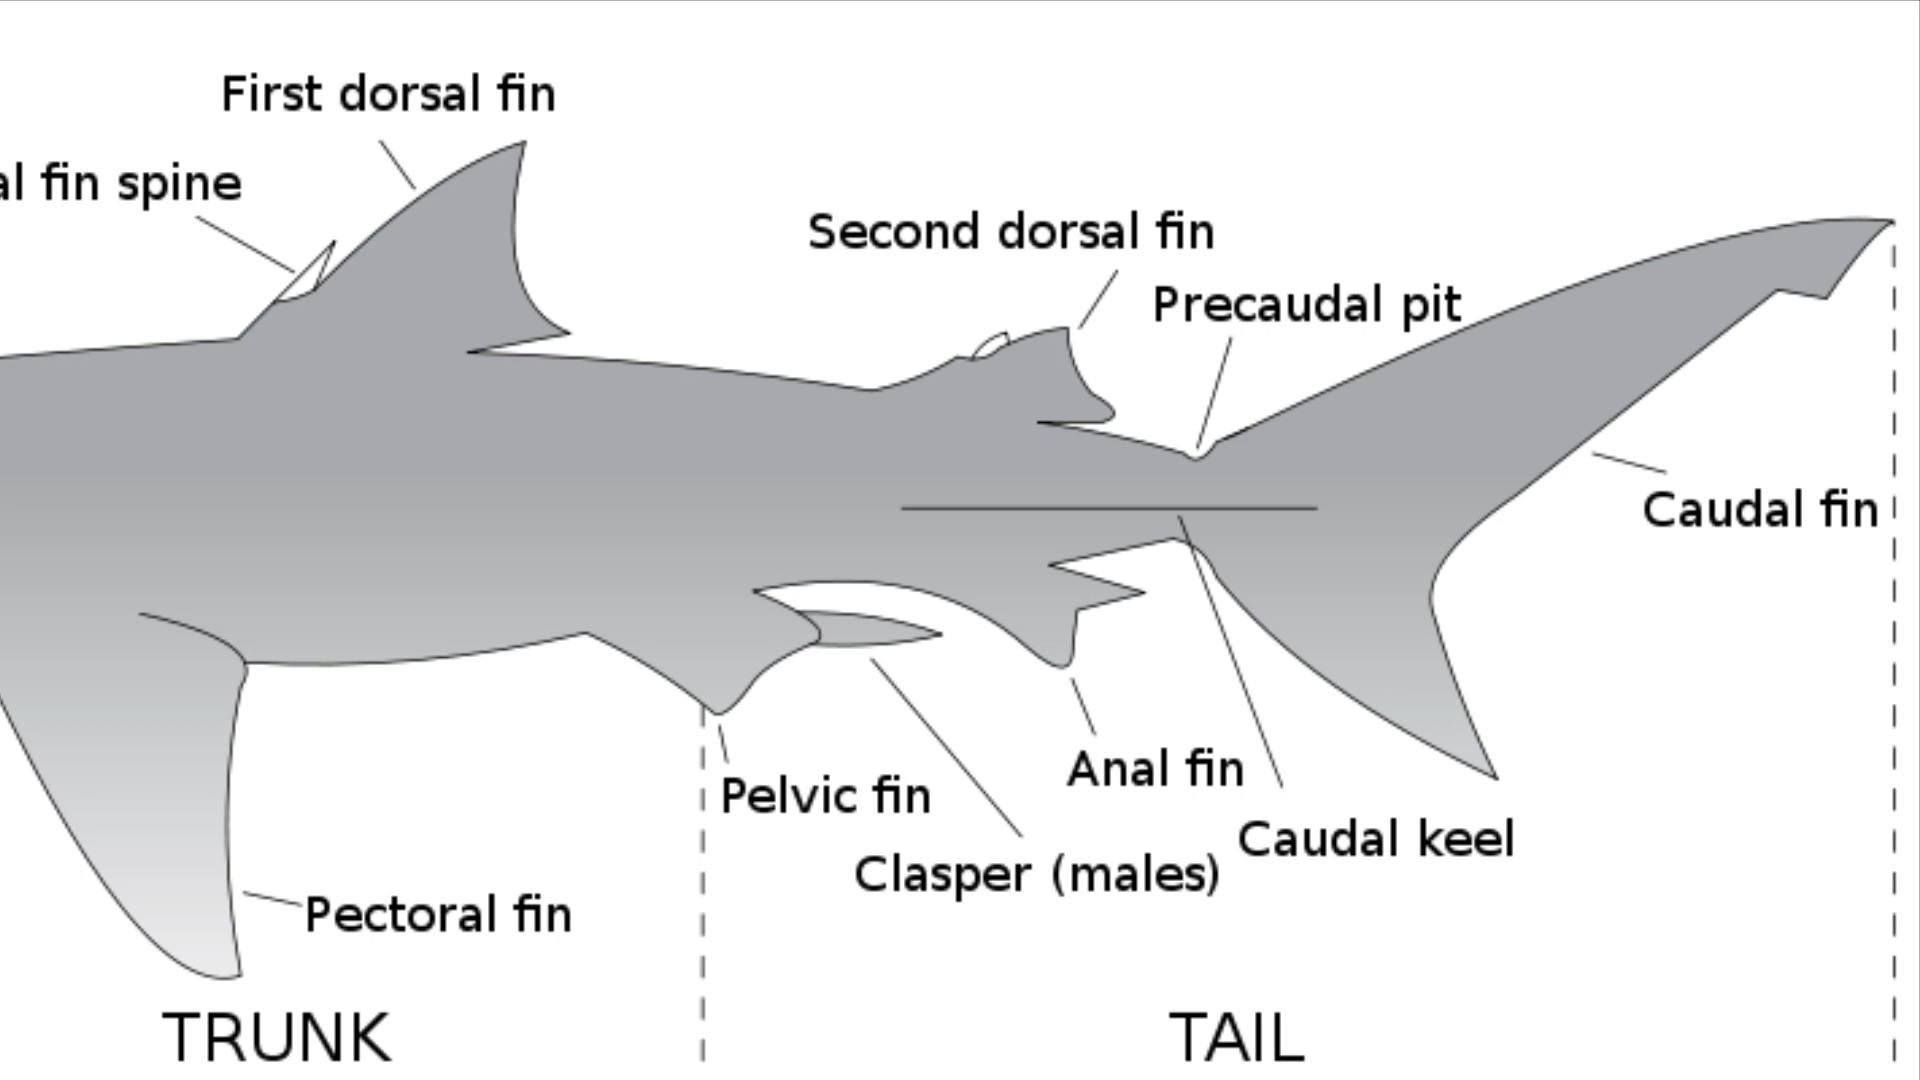 First dorsal fin
al fin spine
Second dorsal fin
Precaudal pit
Caudal fin
Anal fin
Pelvic fin
Caudal keel
Clasper (males)
Pectoral fin
TRUNK
TAIL